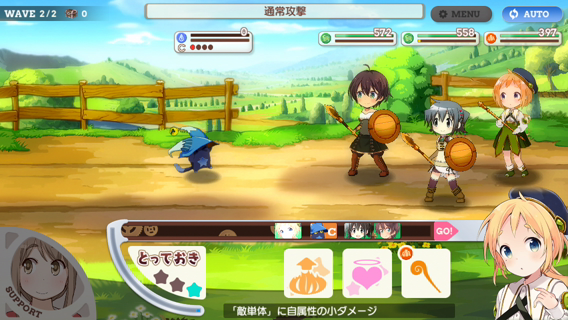 WAVE 2/2 0
通常攻撃
MENU
AUTO
0
C
572
558
397
C
GO!
とっておき
SUPPORT
「敵単体」に自属性の小ダメージ